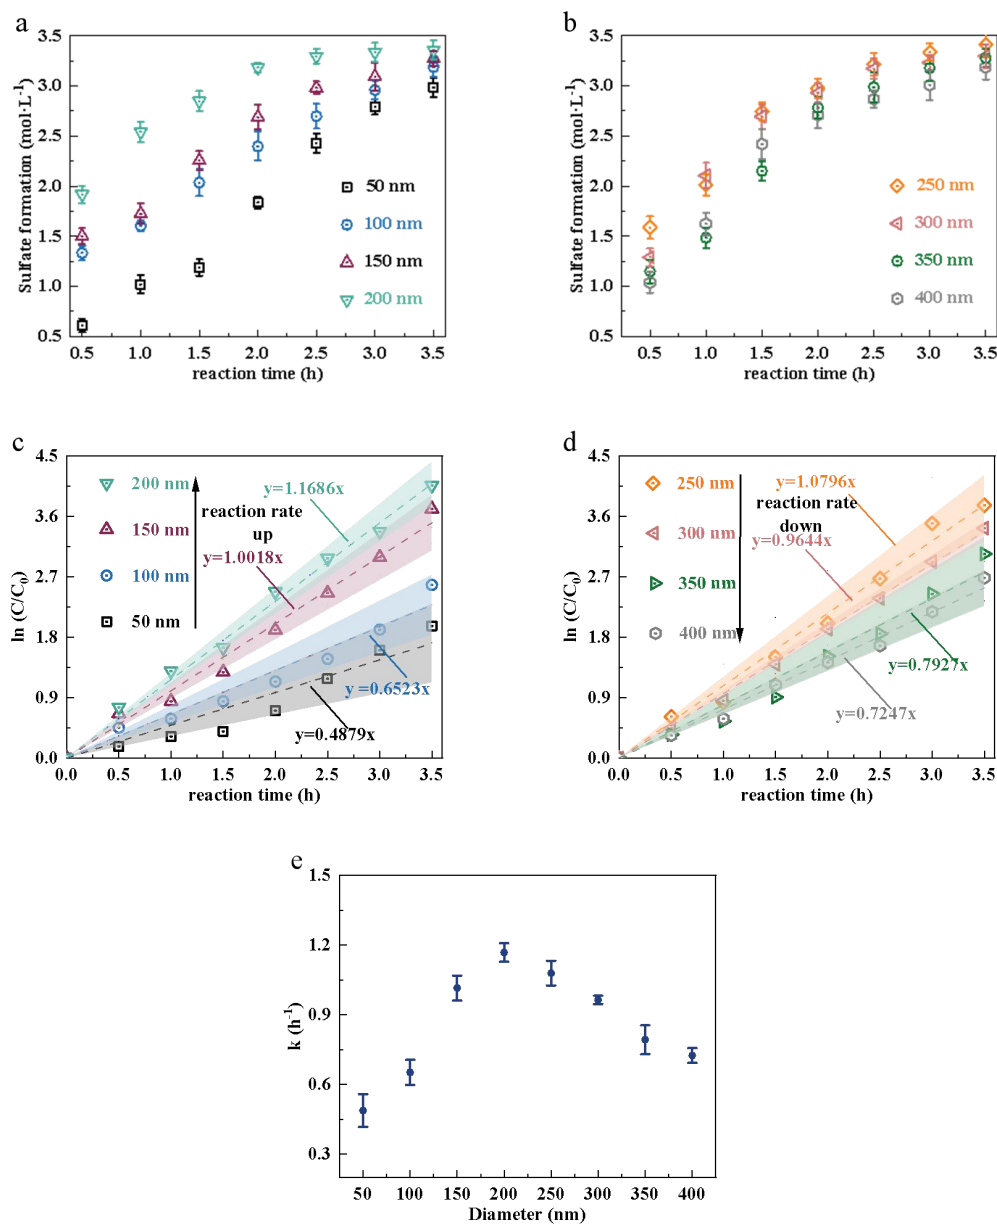 a
3.5
3.0
2.5
2.0
1.5
1.0
0.5
Sulfate formation (mol·L⁻¹)
50 nm
100 nm
150 nm
200 nm
0.5 1.0 1.5 2.0 2.5 3.0 3.5
reaction time (h)
b
3.5
3.0
2.5
2.0
1.5
1.0
0.5
Sulfate formation (mol·L⁻¹)
250 nm
300 nm
350 nm
400 nm
0.5 1.0 1.5 2.0 2.5 3.0 3.5
reaction time (h)
c
4.5
3.6
2.7
1.8
0.9
0.0
ln (C/C₀)
200 nm
150 nm
100 nm
50 nm
reaction rate
up
y=1.1686x
y=1.0018x
y=0.6523x
y=0.4879x
0.0 0.5 1.0 1.5 2.0 2.5 3.0 3.5
reaction time (h)
d
4.5
3.6
2.7
1.8
0.9
0.0
ln (C/C₀)
250 nm
300 nm
350 nm
400 nm
y=1.0796x
reaction rate
down
y=0.9644x
y=0.7927x
y=0.7247x
0.0 0.5 1.0 1.5 2.0 2.5 3.0 3.5
reaction time (h)
e
1.5
1.2
0.9
0.6
0.3
k (h⁻¹)
50 100 150 200 250 300 350 400
Diameter (nm)